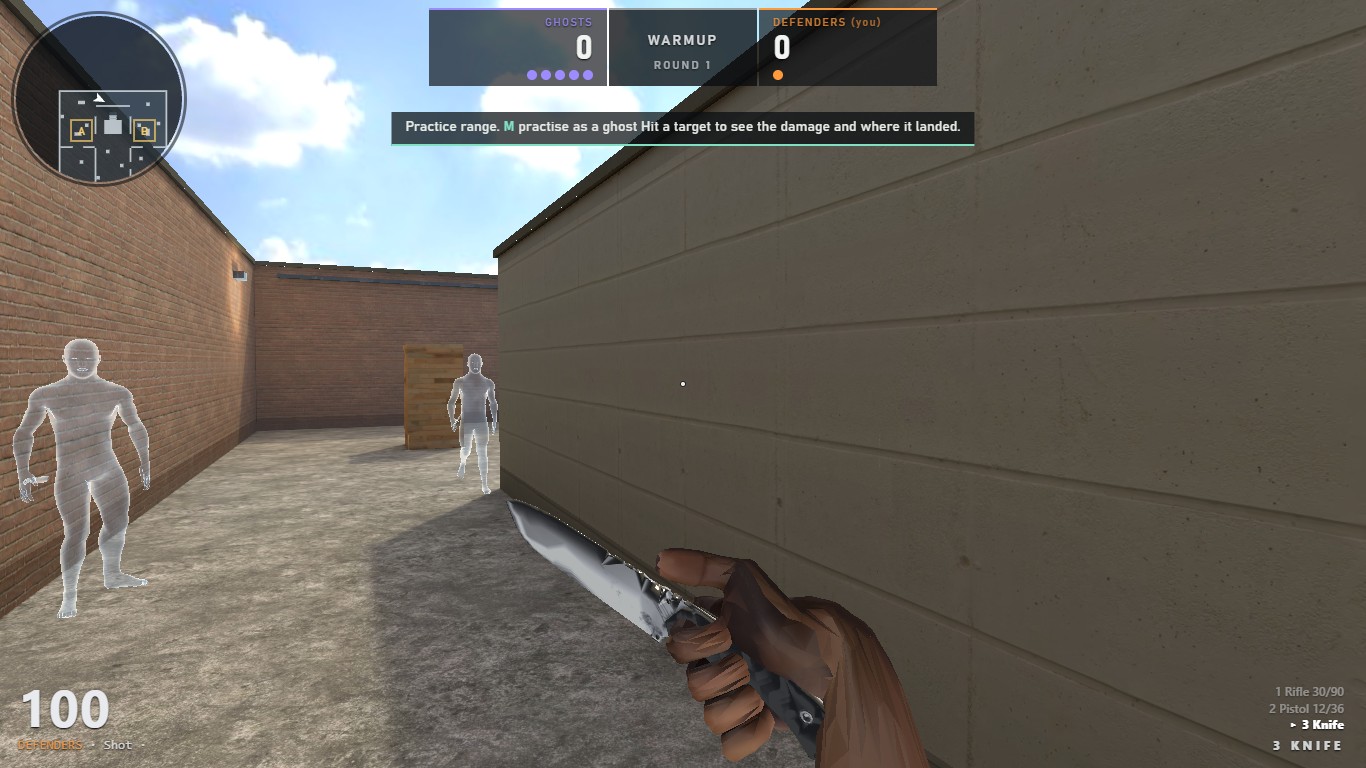 GHOSTS
0
WARMUP
ROUND 1
DEFENDERS (you)
0
Practice range. M practise as a ghost Hit a target to see the damage and where it landed.
A
B
100
DEFENDERS · Shot ·
1 Rifle 30/90
2 Pistol 12/36
▸ 3 Knife
3 KNIFE